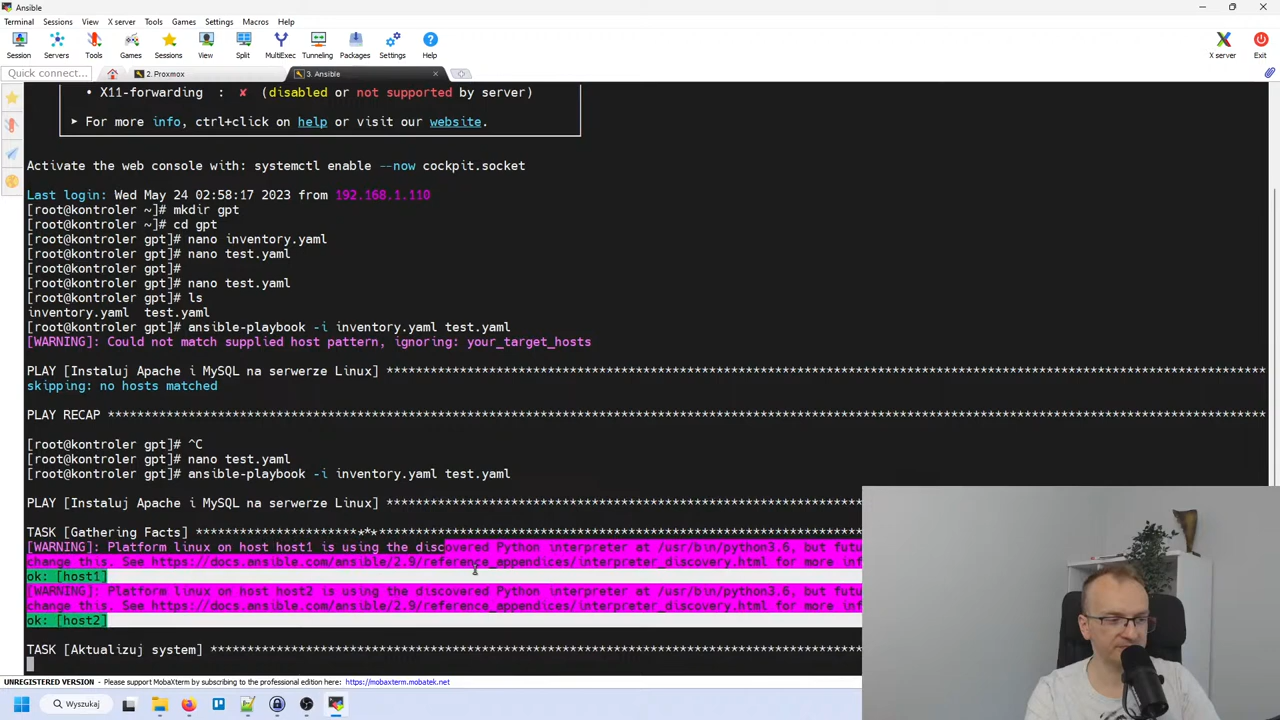 Ansible
Terminal Sessions View X server Tools Games Settings Macros Help
Session Servers Tools Games Sessions View Split MultiExec Tunneling Packages Settings Help X server Exit
Quick connect... 2. Proxmox 3. Ansible
• X11-forwarding : ✘ (disabled or not supported by server)
➤ For more info, ctrl+click on help or visit our website.
Activate the web console with: systemctl enable --now cockpit.socket
Last login: Wed May 24 02:58:17 2023 from 192.168.1.110
[root@kontroler ~]# mkdir gpt
[root@kontroler ~]# cd gpt
[root@kontroler gpt]# nano inventory.yaml
[root@kontroler gpt]# nano test.yaml
[root@kontroler gpt]#
[root@kontroler gpt]# nano test.yaml
[root@kontroler gpt]# ls
inventory.yaml test.yaml
[root@kontroler gpt]# ansible-playbook -i inventory.yaml test.yaml
[WARNING]: Could not match supplied host pattern, ignoring: your_target_hosts
PLAY [Instaluj Apache i MySQL na serwerze Linux] ****************************************************************************************************************************
skipping: no hosts matched
PLAY RECAP ******************************************************************************************************************************************************************
[root@kontroler gpt]# ^C
[root@kontroler gpt]# nano test.yaml
[root@kontroler gpt]# ansible-playbook -i inventory.yaml test.yaml
PLAY [Instaluj Apache i MySQL na serwerze Linux] *****************************************************************
TASK [Gathering Facts] *******************************************************************************************
[WARNING]: Platform linux on host host1 is using the discovered Python interpreter at /usr/bin/python3.6, but futu
change this. See https://docs.ansible.com/ansible/2.9/reference_appendices/interpreter_discovery.html for more inf
ok: [host1]
[WARNING]: Platform linux on host host2 is using the discovered Python interpreter at /usr/bin/python3.6, but futu
change this. See https://docs.ansible.com/ansible/2.9/reference_appendices/interpreter_discovery.html for more inf
ok: [host2]
TASK [Aktualizuj system] *****************************************************************************************
UNREGISTERED VERSION - Please support MobaXterm by subscribing to the professional edition here: https://mobaxterm.mobatek.net
Wyszukaj